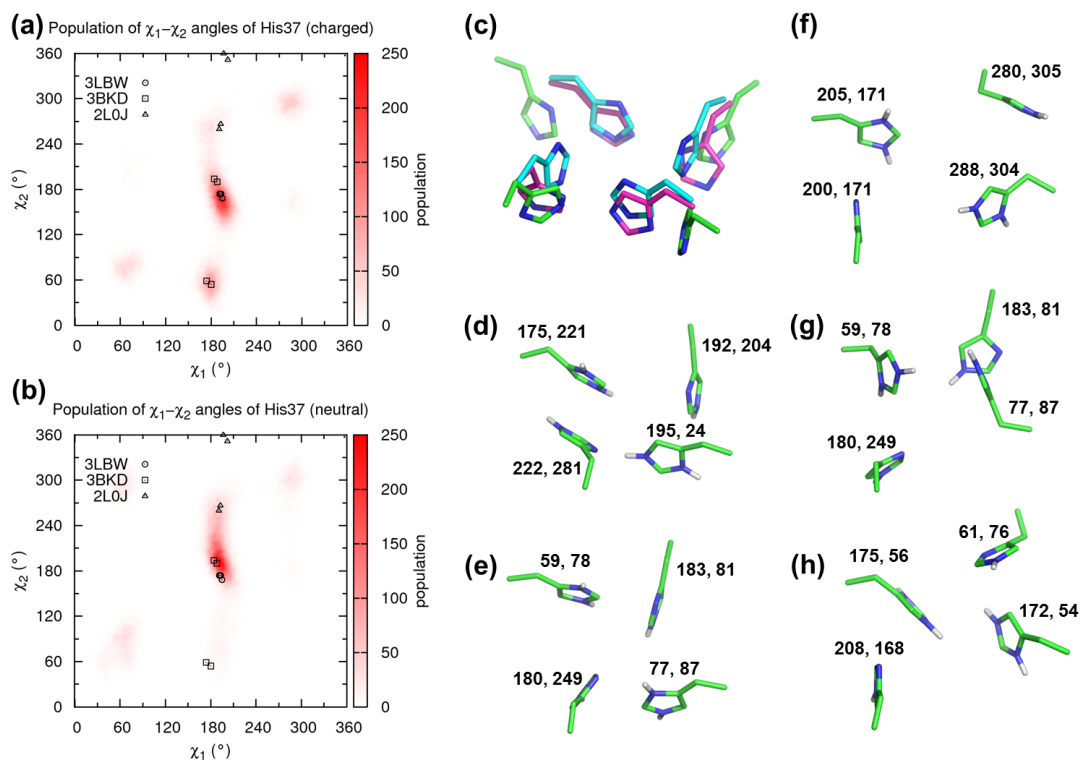 (a)
Population of χ1−χ2 angles of His37 (charged)
360
300
240
180
120
60
0
χ2 (°)
3LBW
3BKD
2L0J
0 60 120 180 240 300 360
χ1 (°)
250
200
150
100
50
0
population
(b)
Population of χ1−χ2 angles of His37 (neutral)
360
300
240
180
120
60
0
χ2 (°)
3LBW
3BKD
2L0J
0 60 120 180 240 300 360
χ1 (°)
250
200
150
100
50
0
population
(c)
(d)
175, 221
192, 204
195, 24
222, 281
(e)
59, 78
183, 81
180, 249
77, 87
(f)
280, 305
205, 171
288, 304
200, 171
(g)
183, 81
59, 78
77, 87
180, 249
(h)
61, 76
175, 56
172, 54
208, 168